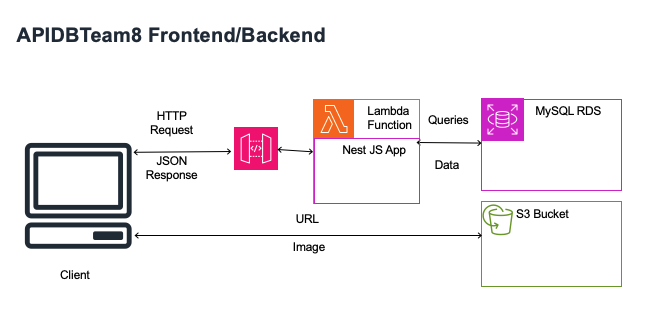 APIDBTeam8 Frontend/Backend
HTTP
Request
JSON
Response
</>
Lambda
Function
Nest JS App
Queries
Data
MySQL RDS
URL
Image
S3 Bucket
Client